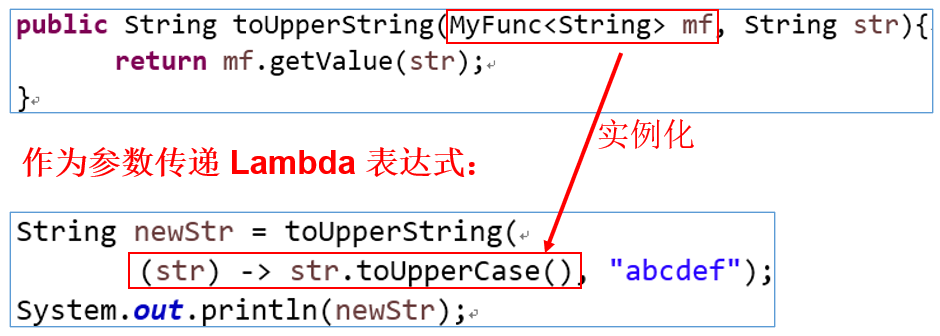 public String toUpperString(MyFunc<String> mf, String str){
return mf.getValue(str);↵
}↵
实例化
作为参数传递 Lambda 表达式：
String newStr = toUpperString(↵
(str) -> str.toUpperCase(), "abcdef");
System.out.println(newStr);↵